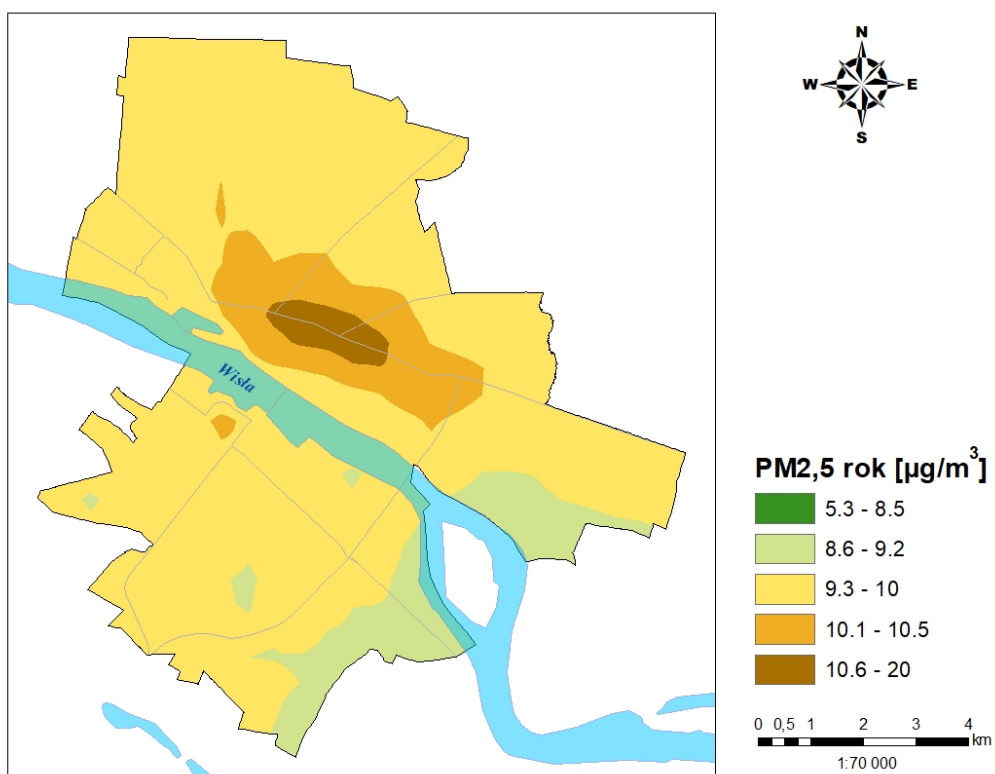 N
W E
S
Wisła
PM2,5 rok [µg/m³]
5.3 - 8.5
8.6 - 9.2
9.3 - 10
10.1 - 10.5
10.6 - 20
0 0,5 1 2 3 4
km
1:70 000